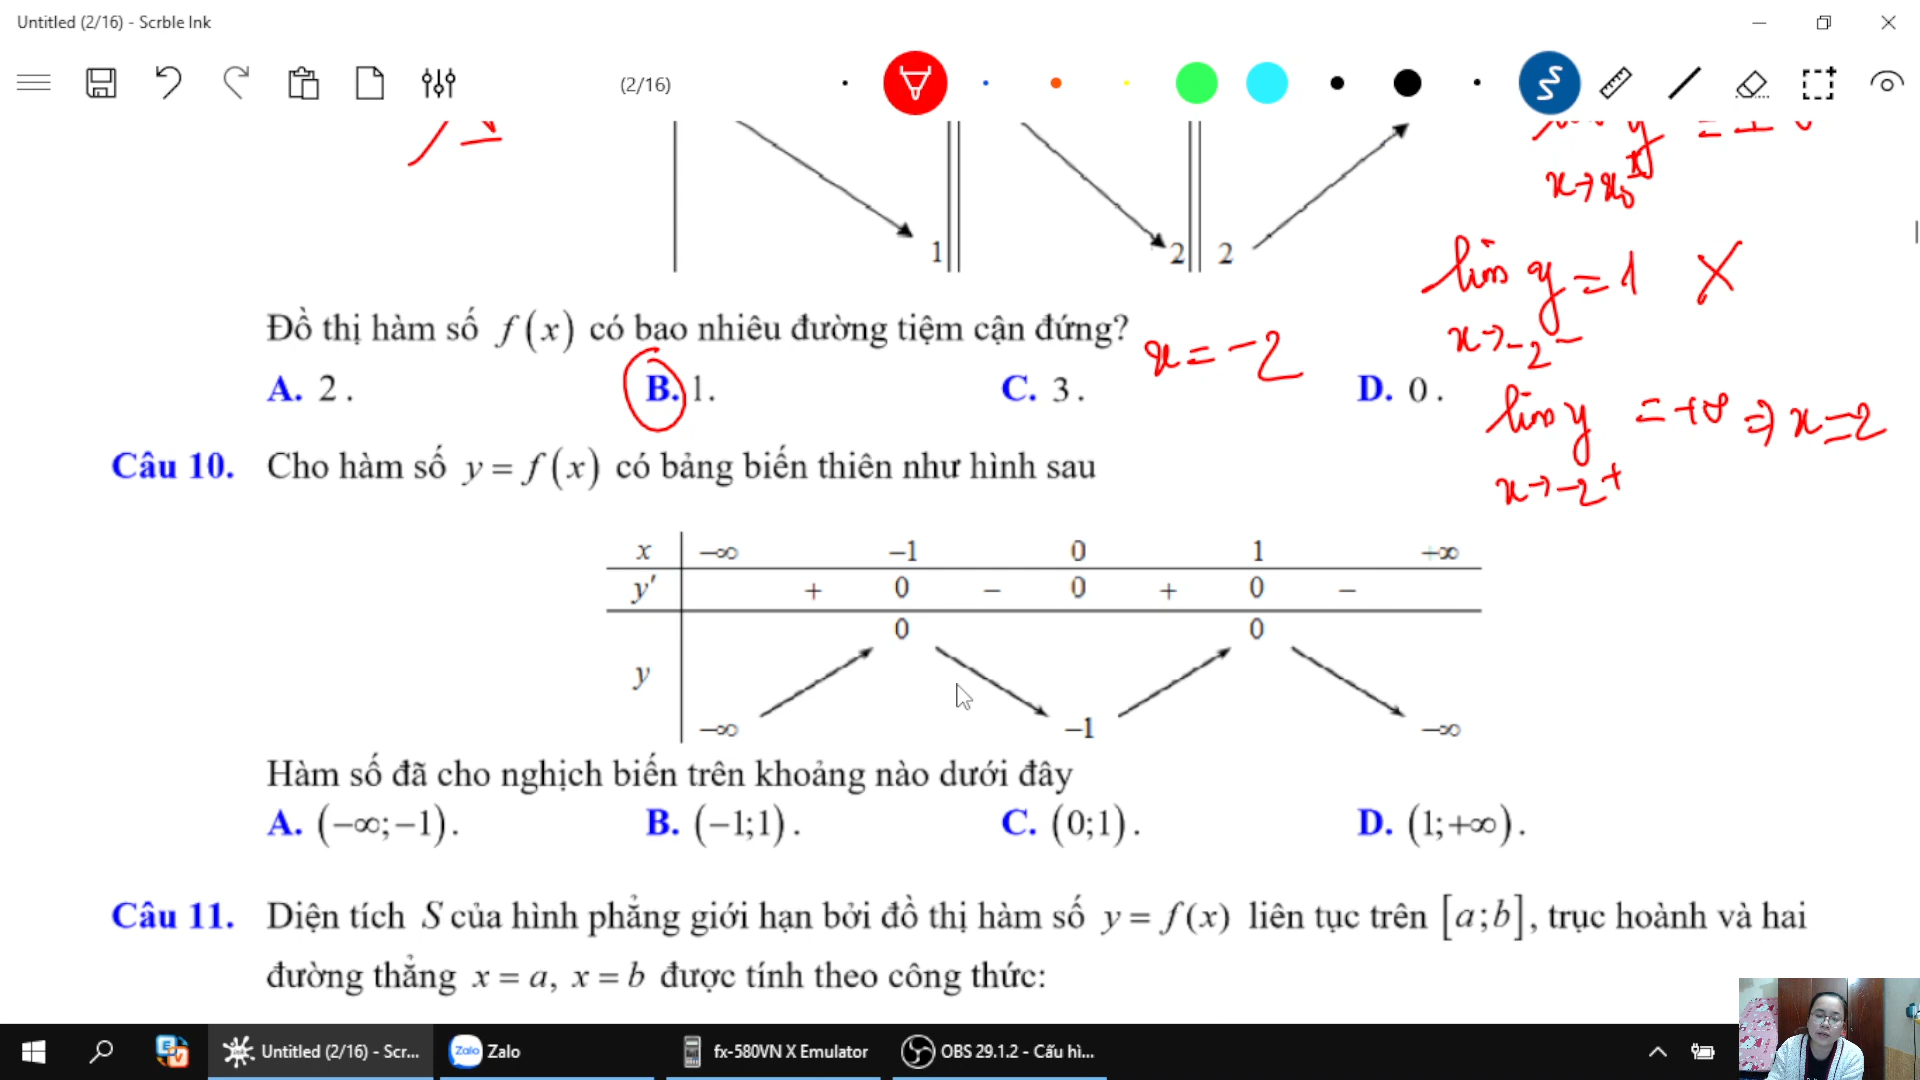 Untitled (2/16) - Scrble Ink
(2/16)
1 2 2
x→x₀±
lim y = 1 X
x→-2⁻
Đồ thị hàm số f(x) có bao nhiêu đường tiệm cận đứng?
x = -2
A. 2. B. 1. C. 3. D. 0.
lim y = +∞ ⇒ x = 2
x→-2⁺
Câu 10. Cho hàm số y = f(x) có bảng biến thiên như hình sau
x -∞ -1 0 1 +∞
y' + 0 - 0 + 0 -
0 0
y
-∞ -1 -∞
Hàm số đã cho nghịch biến trên khoảng nào dưới đây
A. (-∞;-1). B. (-1;1). C. (0;1). D. (1;+∞).
Câu 11. Diện tích S của hình phẳng giới hạn bởi đồ thị hàm số y = f(x) liên tục trên [a;b], trục hoành và hai
đường thẳng x = a, x = b được tính theo công thức:
Untitled (2/16) - Scr... Zalo Zalo fx-580VN X Emulator OBS 29.1.2 - Cấu hì...